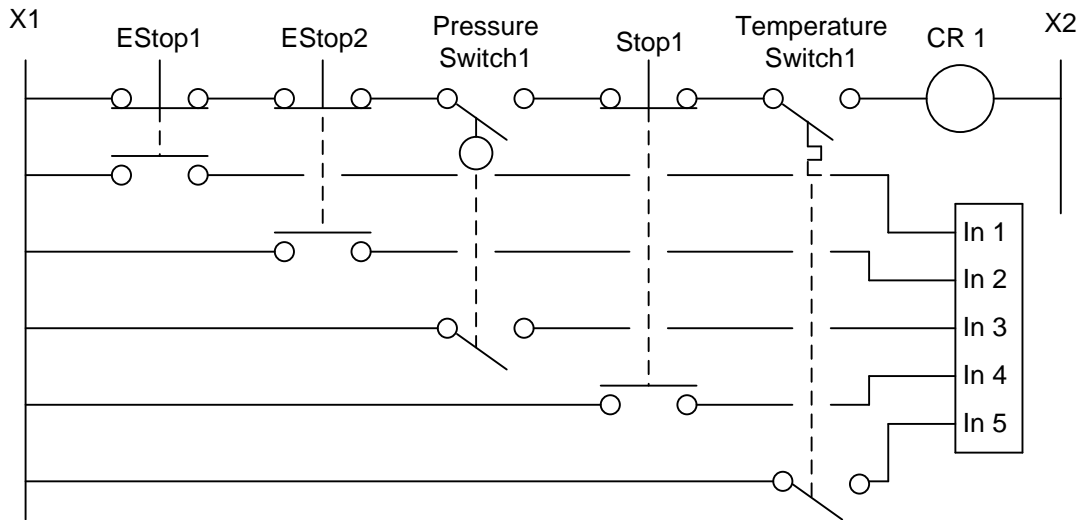 X1
EStop1
EStop2
Pressure
Switch1
Stop1
Temperature
Switch1
CR 1
X2
In 1
In 2
In 3
In 4
In 5